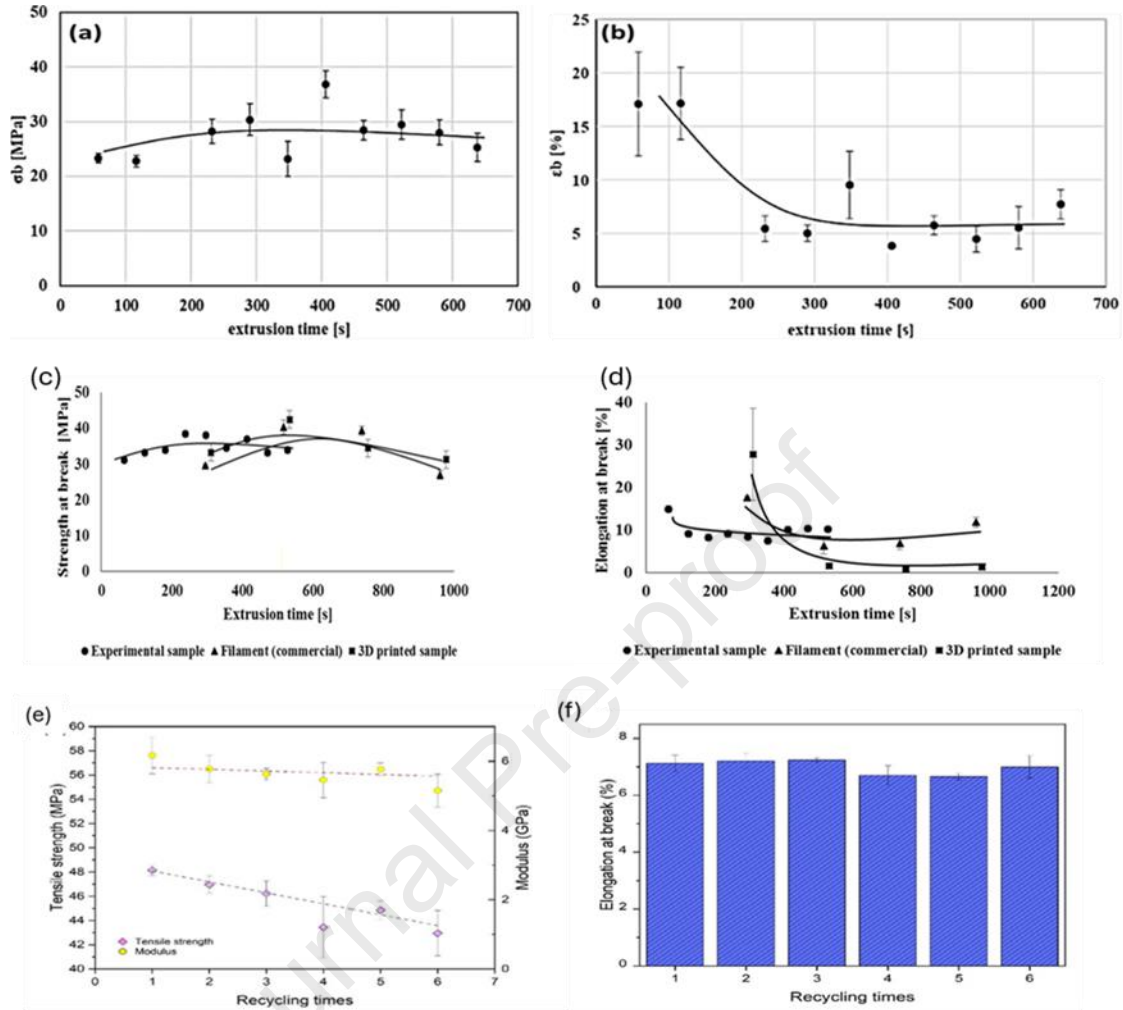 (a)
50
40
30
20
10
0
σb [MPa]
0 100 200 300 400 500 600 700
extrusion time [s]
(b)
25
20
15
10
5
0
εb [%]
0 100 200 300 400 500 600 700
extrusion time [s]
(c)
50
40
30
20
10
0
Strength at break [MPa]
0 200 400 600 800 1000
Extrusion time [s]
Experimental sample Filament (commercial) 3D printed sample
(d)
40
30
20
10
0
Elongation at break [%]
0 200 400 600 800 1000 1200
Extrusion time [s]
Experimental sample Filament (commercial) 3D printed sample
(e)
60
58
56
54
52
50
48
46
44
42
40
Tensile strength (MPa)
6
4
2
0
Modulus (GPa)
Tensile strength
Modulus
0 1 2 3 4 5 6 7
Recycling times
(f)
8
6
4
2
0
Elongation at break (%)
1 2 3 4 5 6
Recycling times
urnal Pre-proof